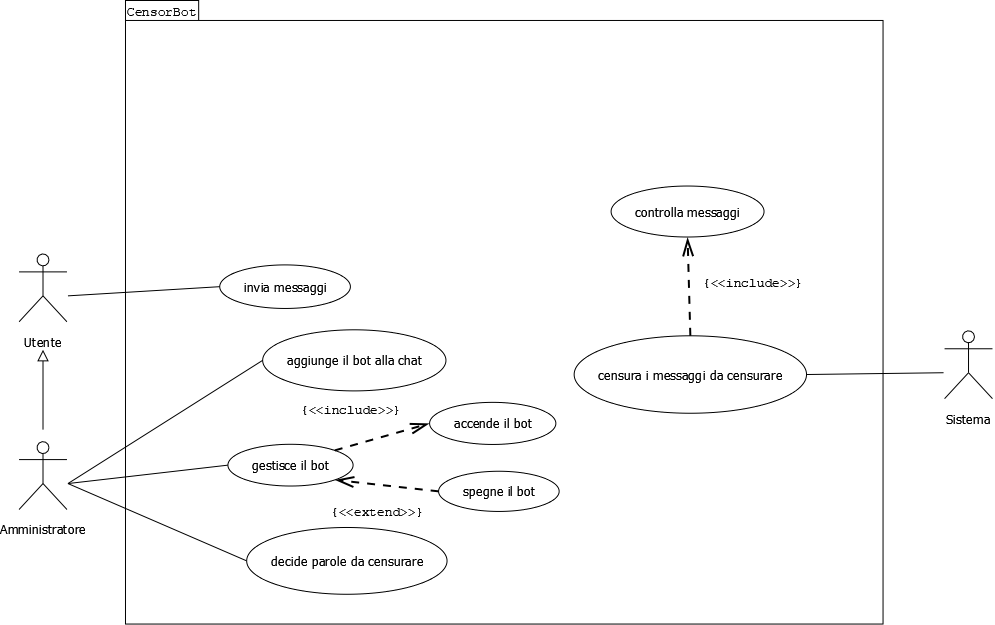 CensorBot
controlla messaggi
invia messaggi
{<<include>>}
Utente
aggiunge il bot alla chat
censura i messaggi da censurare
{<<include>>}
accende il bot
Sistema
gestisce il bot
spegne il bot
{<<extend>>}
Amministratore
decide parole da censurare